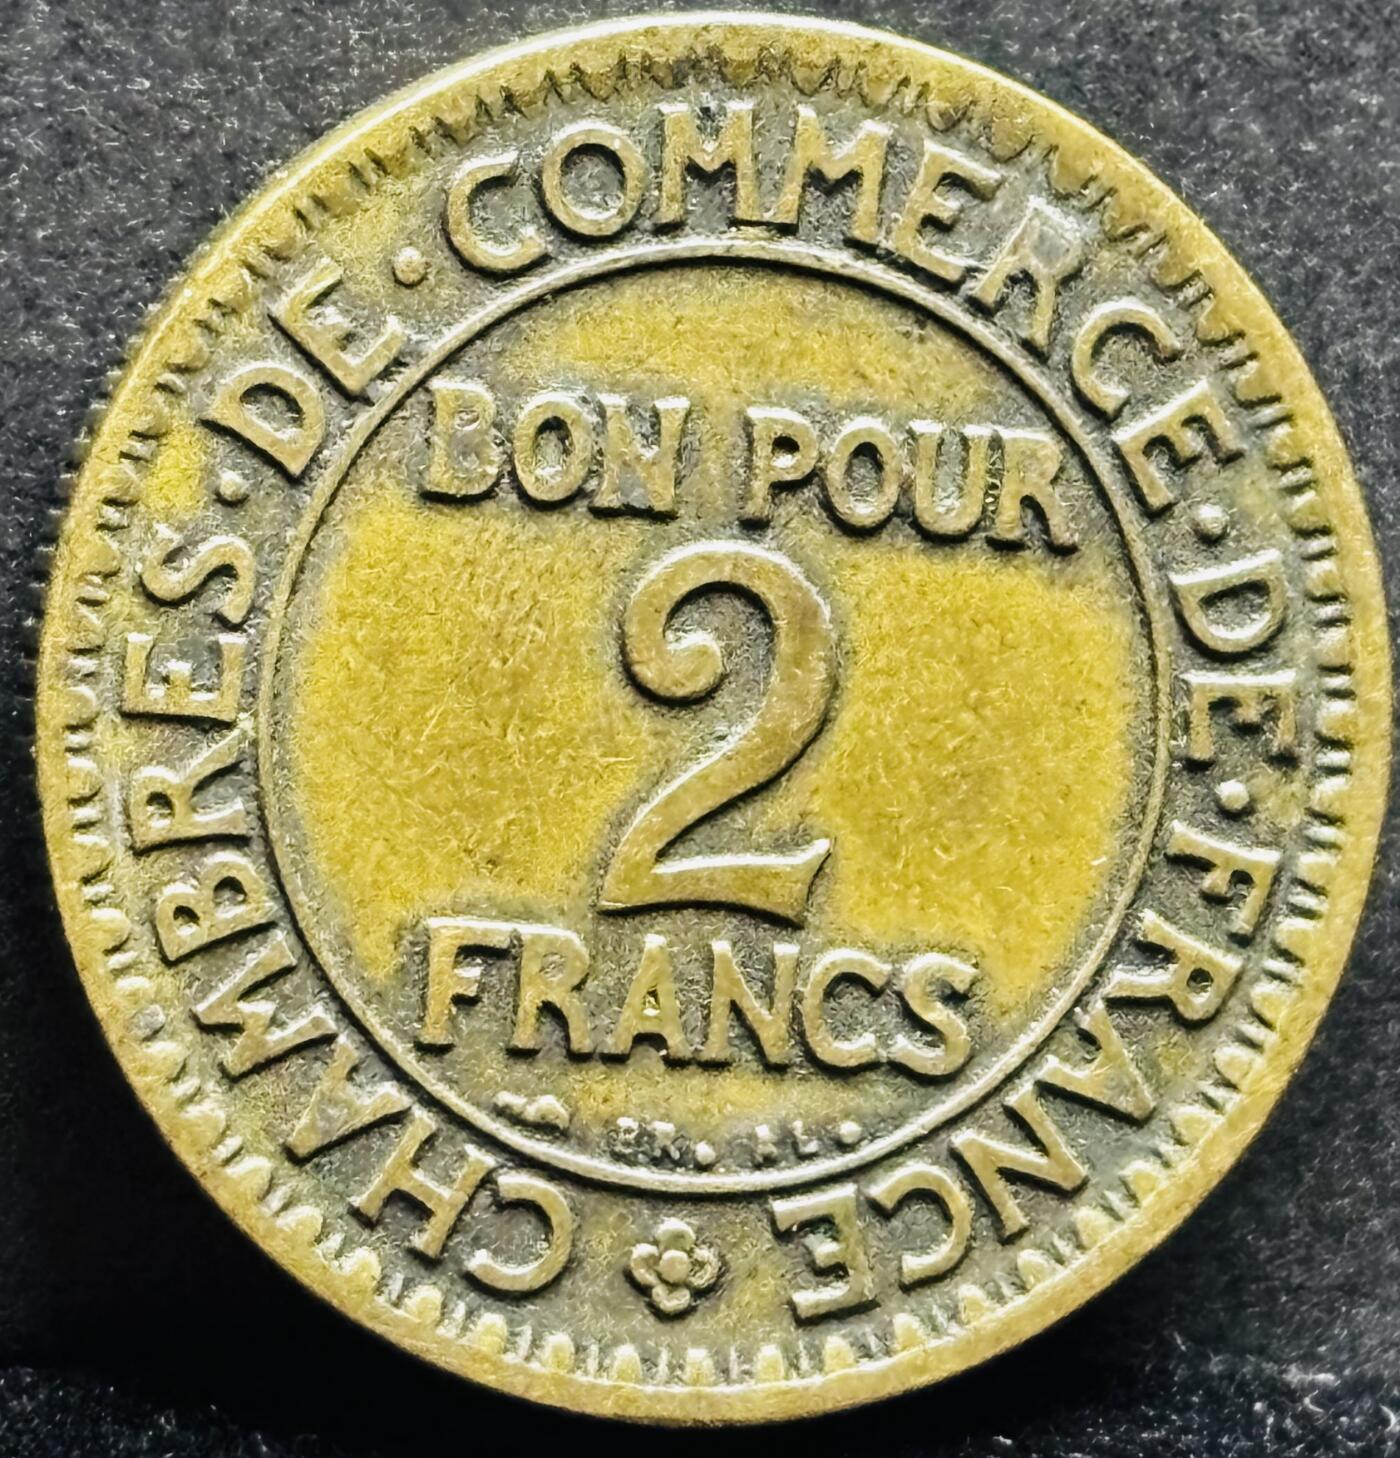 CHAMBRES·DE·COMMERCE·DE·FRANCE
BON POUR
2
FRANCS